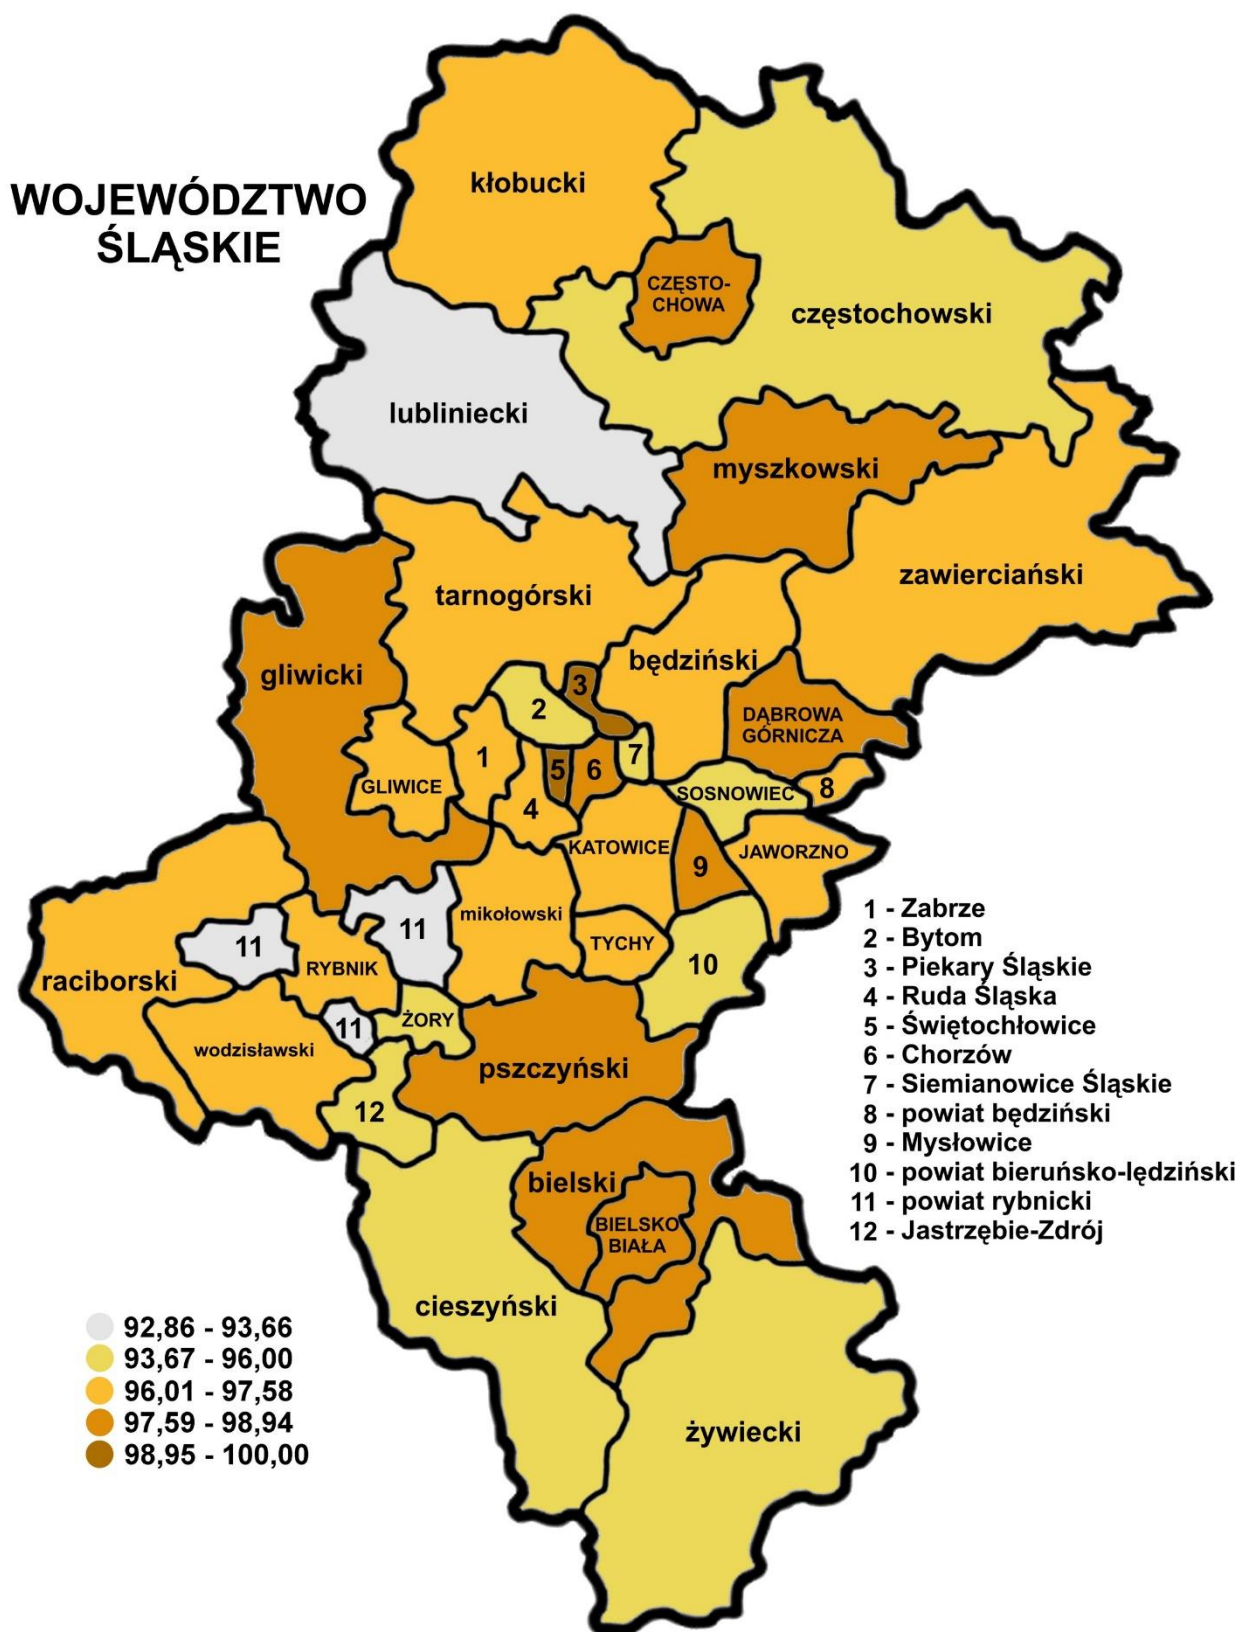 WOJEWÓDZTWO
ŚLĄSKIE
kłobucki
CZĘSTO-
CHOWA
częstochowski
lubliniecki
myszkowski
zawierciański
tarnogórski
będziński
gliwicki
3
2
DĄBROWA
GÓRNICZA
1
7
5
6
GLIWICE
8
SOSNOWIEC
4
KATOWICE
JAWORZNO
9
mikołowski
11
11
TYCHY
10
RYBNIK
raciborski
11
ŻORY
wodzisławski
pszczyński
12
bielski
BIELSKO
BIAŁA
cieszyński
żywiecki
1 - Zabrze
2 - Bytom
3 - Piekary Śląskie
4 - Ruda Śląska
5 - Świętochłowice
6 - Chorzów
7 - Siemianowice Śląskie
8 - powiat będziński
9 - Mysłowice
10 - powiat bieruńsko-lędziński
11 - powiat rybnicki
12 - Jastrzębie-Zdrój
92,86 - 93,66
93,67 - 96,00
96,01 - 97,58
97,59 - 98,94
98,95 - 100,00